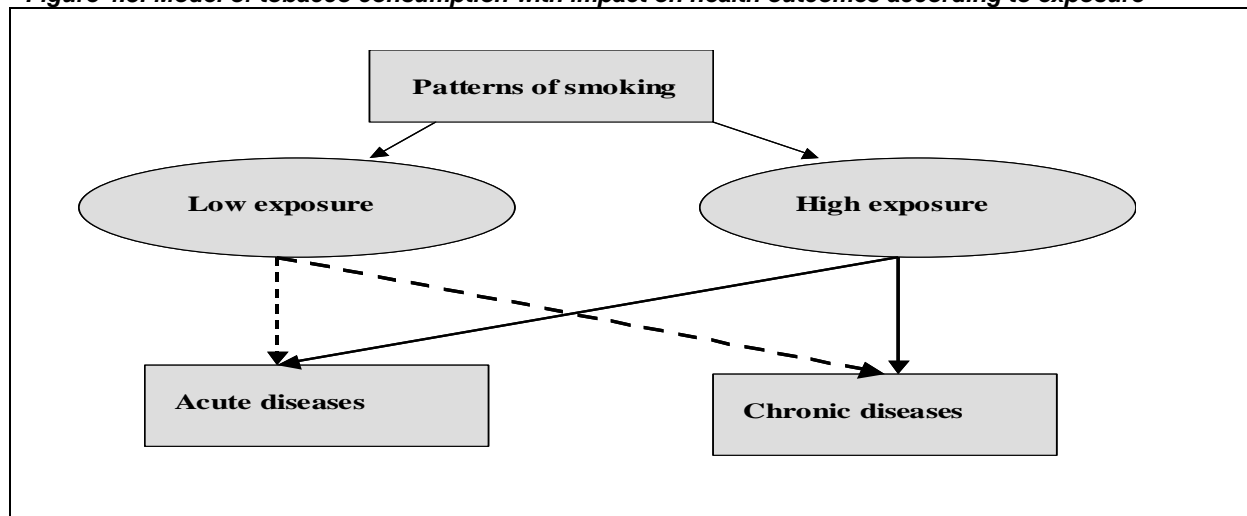 Model of tobacco consumption with impact on health outcomes according to exposure
Patterns of smoking
Low exposure
High exposure
Acute diseases
Chronic diseases